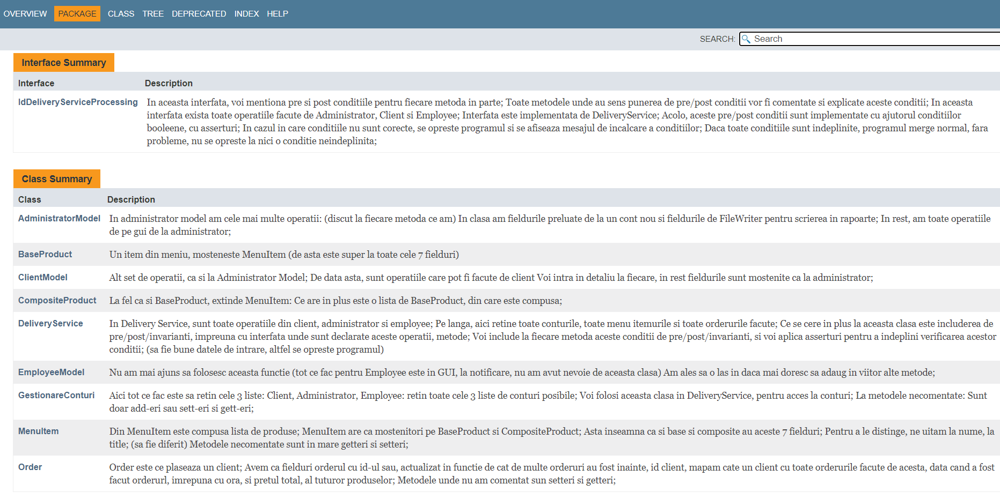 OVERVIEW PACKAGE CLASS TREE DEPRECATED INDEX HELP
SEARCH: Search
Interface Summary
Interface Description
IdDeliveryServiceProcessing In aceasta interfata, voi mentiona pre si post conditiile pentru fiecare metoda in parte; Toate metodele unde au sens punerea de pre/post conditii vor fi comentate si explicate aceste conditii; In aceasta
interfata exista toate operatiile facute de Administrator, Client si Employee; Interfata este implementata de DeliveryService; Acolo, aceste pre/post conditii sunt implementate cu ajutorul conditiilor
booleene, cu asserturi; In cazul in care conditiile nu sunt corecte, se opreste programul si se afiseaza mesajul de incalcare a conditiilor; Daca toate conditiile sunt indeplinite, programul merge normal, fara
probleme, nu se opreste la nici o conditie neindeplinita;
Class Summary
Class Description
AdministratorModel In administrator model am cele mai multe operatii: (discut la fiecare metoda ce am) In clasa am fieldurile preluate de la un cont nou si fieldurile de FileWriter pentru scrierea in rapoarte; In rest, am toate operatiile
de pe gui de la administrator;
BaseProduct Un item din meniu, mosteneste MenuItem (de asta este super la toate cele 7 fielduri)
ClientModel Alt set de operatii, ca si la Administrator Model; De data asta, sunt operatiile care pot fi facute de client Voi intra in detaliu la fiecare, in rest fieldurile sunt mostenite ca la administrator;
CompositeProduct La fel ca si BaseProduct, extinde MenuItem: Ce are in plus este o lista de BaseProduct, din care este compusa;
DeliveryService In Delivery Service, sunt toate operatiile din client, administrator si employee; Pe langa, aici retine toate conturile, toate menu itemurile si toate orderurile facute; Ce se cere in plus la aceasta clasa este includerea de
pre/post/invarianti, impreuna cu interfata unde sunt declarate aceste operatii, metode; Voi include la fiecare metoda aceste conditii de pre/post/invarianti, si voi aplica asserturi pentru a indeplini verificarea acestor
conditii; (sa fie bune datele de intrare, altfel se opreste programul)
EmployeeModel Nu am mai ajuns sa folosesc aceasta functie (tot ce fac pentru Employee este in GUI, la notificare, nu am avut nevoie de aceasta clasa) Am ales sa o las in daca mai doresc sa adaug in viitor alte metode;
GestionareConturi Aici tot ce fac este sa retin cele 3 liste: Client, Administrator, Employee: retin toate cele 3 liste de conturi posibile; Voi folosi aceasta clasa in DeliveryService, pentru acces la conturi; La metodele necomentate: Sunt
doar add-eri sau sett-eri si gett-eri;
MenuItem Din MenuItem este compusa lista de produse; MenuItem are ca mostenitori pe BaseProduct si CompositeProduct; Asta inseamna ca si base si composite au aceste 7 fielduri; Pentru a le distinge, ne uitam la nume, la
title; (sa fie diferit) Metodele necomentate sunt in mare getteri si setteri;
Order Order este ce plaseaza un client; Avem ca fielduri orderul cu id-ul sau, actualizat in functie de cat de multe orderuri au fost inainte, id client, mapam cate un client cu toate orderurile facute de acesta, data cand a fost
facut orderurl, imrepuna cu ora, si pretul total, al tuturor produselor; Metodele unde nu am comentat sun setteri si getteri;